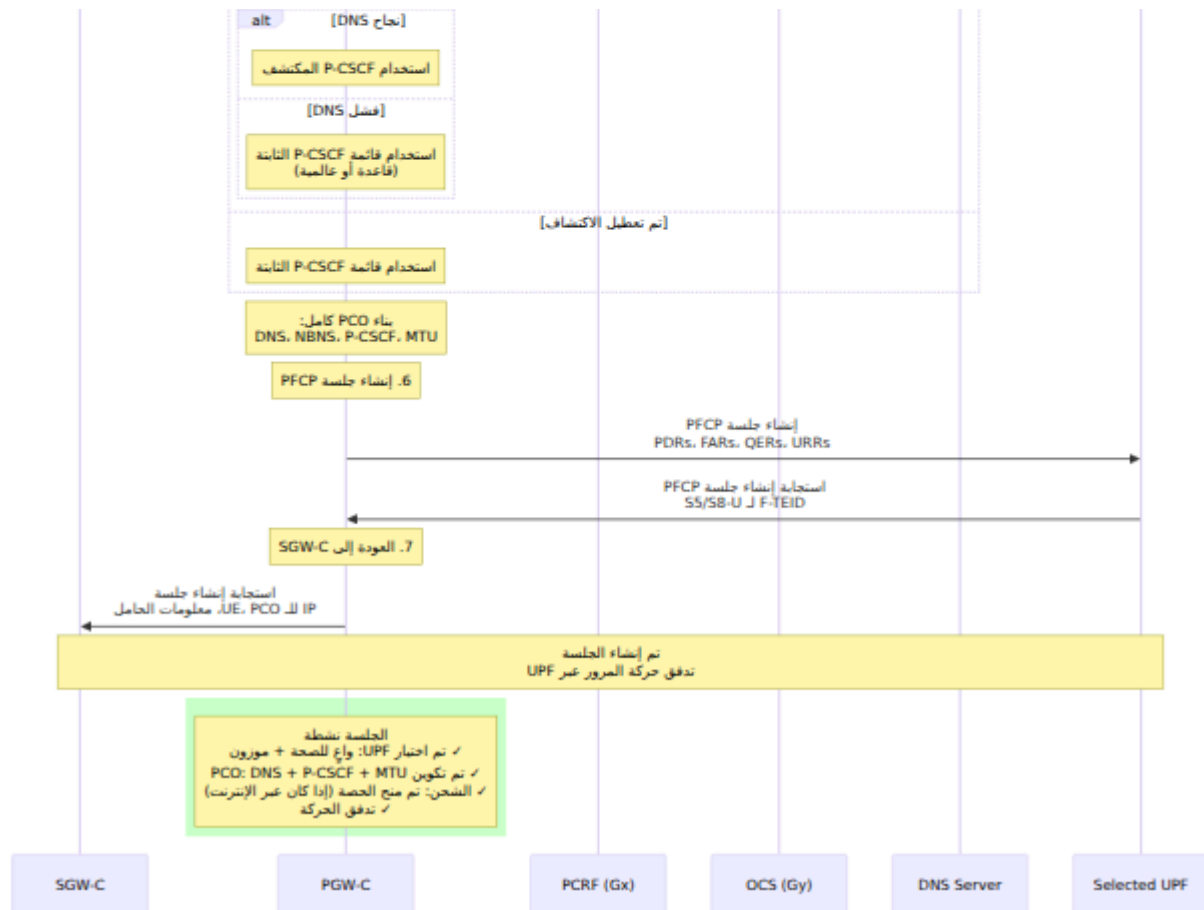 alt
[نجاح DNS]
استخدام P-CSCF المكتشف
[فشل DNS]
استخدام قائمة P-CSCF الثابتة
(قاعدة أو عالمية)
[تم تعطيل الاكتشاف]
استخدام قائمة P-CSCF الثابتة
بناء PCO كامل:
DNS، NBNS، P-CSCF، MTU
6. إنشاء جلسة PFCP
إنشاء جلسة PFCP
PDRs، FARs، QERs، URRs
استجابة إنشاء جلسة PFCP
F-TEID لـ S5/S8-U
7. العودة إلى SGW-C
استجابة إنشاء جلسة
IP للـ UE، PCO، معلومات الحامل
تم إنشاء الجلسة
تدفق حركة المرور عبر UPF
الجلسة نشطة
✓ تم اختيار UPF: واعٍ للصحة + موزون
✓ تم تكوين PCO: DNS + P-CSCF + MTU
✓ الشحن: تم منح الحصة (إذا كان عبر الإنترنت)
✓ تدفق الحركة
SGW-C
PGW-C
PCRF (Gx)
OCS (Gy)
DNS Server
Selected UPF